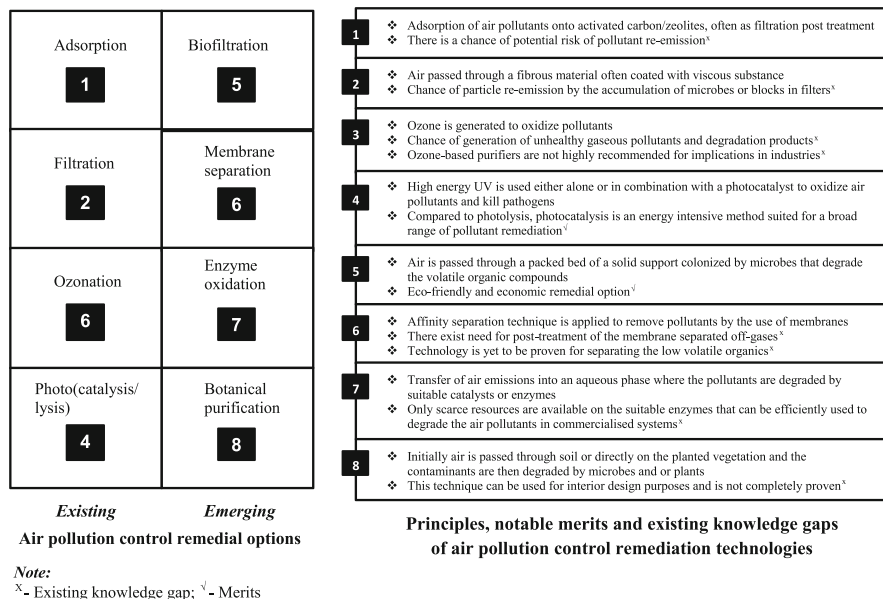 Adsorption
1
Biofiltration
5
Filtration
2
Membrane
separation
6
Ozonation
6
Enzyme
oxidation
7
Photo(catalysis/
lysis)
4
Botanical
purification
8
Existing
Emerging
Air pollution control remedial options
Note:
X- Existing knowledge gap; √- Merits
1
❖ Adsorption of air pollutants onto activated carbon/zeolites, often as filtration post treatment
❖ There is a chance of potential risk of pollutant re-emissionx
2
❖ Air passed through a fibrous material often coated with viscous substance
❖ Chance of particle re-emission by the accumulation of microbes or blocks in filtersx
3
❖ Ozone is generated to oxidize pollutants
❖ Chance of generation of unhealthy gaseous pollutants and degradation productsx
❖ Ozone-based purifiers are not highly recommended for implications in industriesx
4
❖ High energy UV is used either alone or in combination with a photocatalyst to oxidize air
pollutants and kill pathogens
❖ Compared to photolysis, photocatalysis is an energy intensive method suited for a broad
range of pollutant remediation√
5
❖ Air is passed through a packed bed of a solid support colonized by microbes that degrade
the volatile organic compounds
❖ Eco-friendly and economic remedial option√
6
❖ Affinity separation technique is applied to remove pollutants by the use of membranes
❖ There exist need for post-treatment of the membrane separated off-gasesx
❖ Technology is yet to be proven for separating the low volatile organicsx
7
❖ Transfer of air emissions into an aqueous phase where the pollutants are degraded by
suitable catalysts or enzymes
❖ Only scarce resources are available on the suitable enzymes that can be efficiently used to
degrade the air pollutants in commercialised systemsx
8
❖ Initially air is passed through soil or directly on the planted vegetation and the
contaminants are then degraded by microbes and or plants
❖ This technique can be used for interior design purposes and is not completely provenx
Principles, notable merits and existing knowledge gaps
of air pollution control remediation technologies